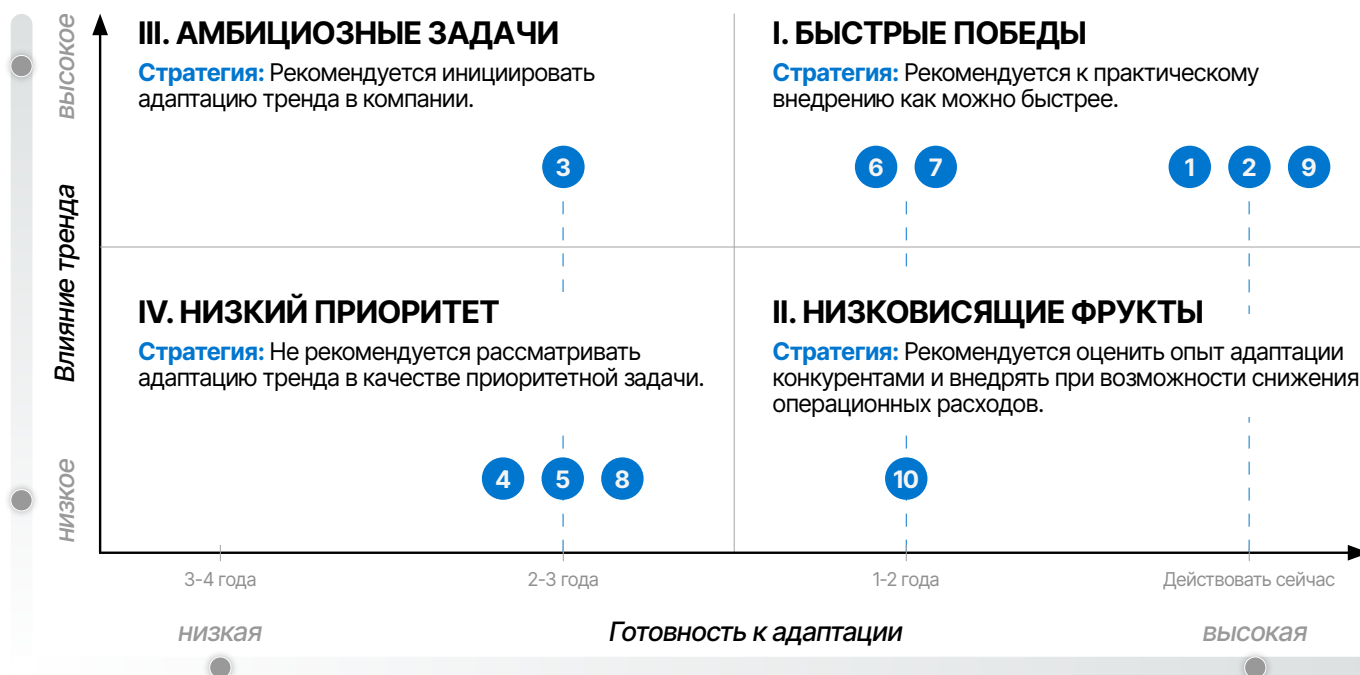 высокое
III. АМБИЦИОЗНЫЕ ЗАДАЧИ
Стратегия: Рекомендуется инициировать
адаптацию тренда в компании.
3
I. БЫСТРЫЕ ПОБЕДЫ
Стратегия: Рекомендуется к практическому
внедрению как можно быстрее.
6 7 1 2 9
Влияние тренда
IV. НИЗКИЙ ПРИОРИТЕТ
Стратегия: Не рекомендуется рассматривать
адаптацию тренда в качестве приоритетной задачи.
4 5 8
II. НИЗКОВИСЯЩИЕ ФРУКТЫ
Стратегия: Рекомендуется оценить опыт адаптации
конкурентами и внедрять при возможности снижения
операционных расходов.
10
низкое
3-4 года 2-3 года 1-2 года Действовать сейчас
низкая Готовность к адаптации высокая